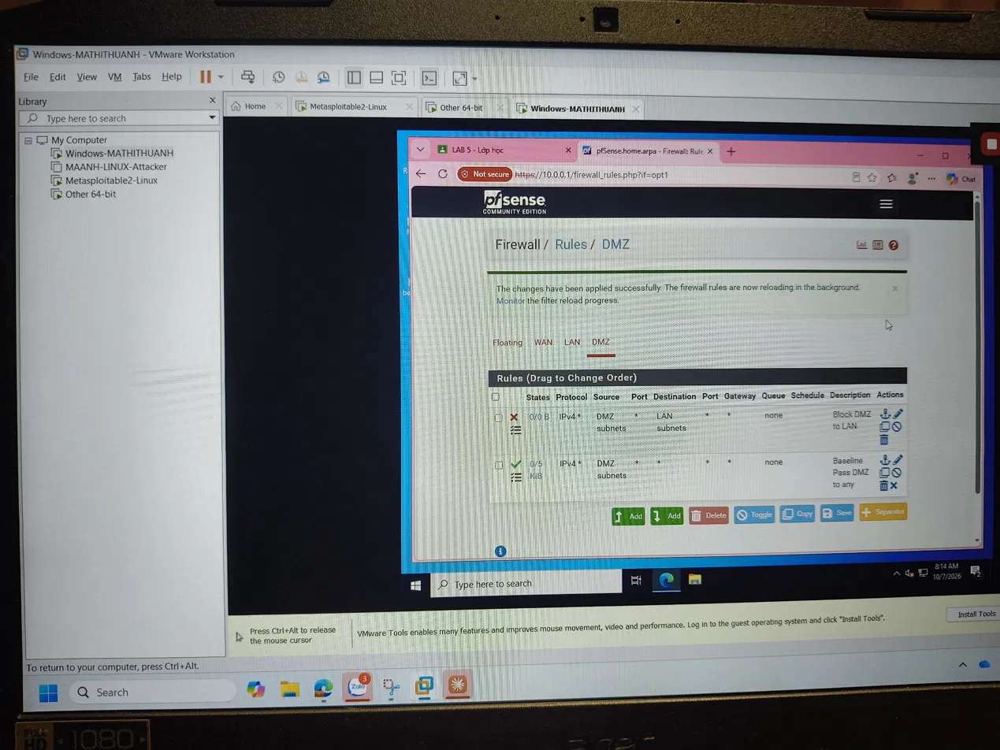 Windows-MATHITHUANH - VMware Workstation
File Edit View VM Tabs Help
Library
Home
Metasploitable2-Linux
Other 64-bit
Windows-MATHITHUANH
Type here to search
My Computer
Windows-MATHITHUANH
MAANH-LINUX-Attacker
Metasploitable2-Linux
Other 64-bit
LAB 5 - Lớp học
pfSense.home.arpa - Firewall: Rule
Not secure https://10.0.0.1/firewall_rules.php?if=opt1
Chat
pfsense
COMMUNITY EDITION
Firewall / Rules / DMZ
The changes have been applied successfully. The firewall rules are now reloading in the background.
Monitor the filter reload progress.
Floating WAN LAN DMZ
Rules (Drag to Change Order)
States Protocol Source Port Destination Port Gateway Queue Schedule Description Actions
0/0 B IPv4 * DMZ subnets * LAN subnets * * none Block DMZ to LAN
0/5 KiB IPv4 * DMZ subnets * * * * none Baseline Pass DMZ to any
Add Add Delete Toggle Copy Save Separator
Type here to search
8:14 AM
10/7/2026
2
Press Ctrl+Alt to release
the mouse cursor
VMware Tools enables many features and improves mouse movement, video and performance. Log in to the guest operating system and click "Install Tools".
Install Tools
To return to your computer, press Ctrl+Alt.
Search
Zalo
3
FULL
HD
1080